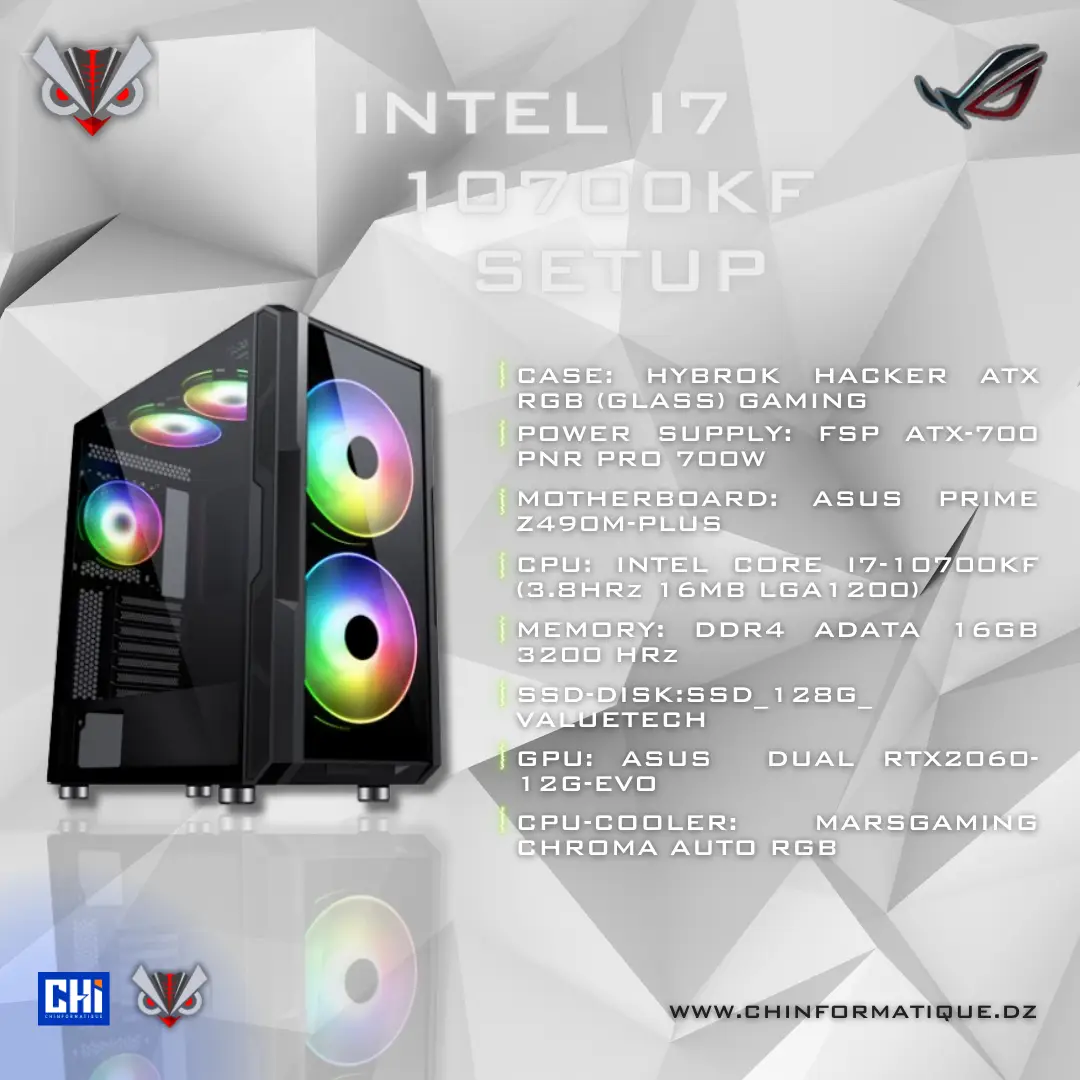 INTEL I7
10700KF
SETUP
CASE: HYBROK HACKER ATX
RGB (GLASS) GAMING
POWER SUPPLY: FSP ATX-700
PNR PRO 700W
MOTHERBOARD: ASUS PRIME
Z490M-PLUS
CPU: INTEL CORE I7-10700KF
(3.8HRz 16MB LGA1200)
MEMORY: DDR4 ADATA 16GB
3200 HRz
SSD-DISK:SSD_128G_
VALUETECH
GPU: ASUS DUAL RTX2060-
12G-EVO
CPU-COOLER: MARSGAMING
CHROMA AUTO RGB
CHi
CHINFORMATIQUE
WWW.CHINFORMATIQUE.DZ